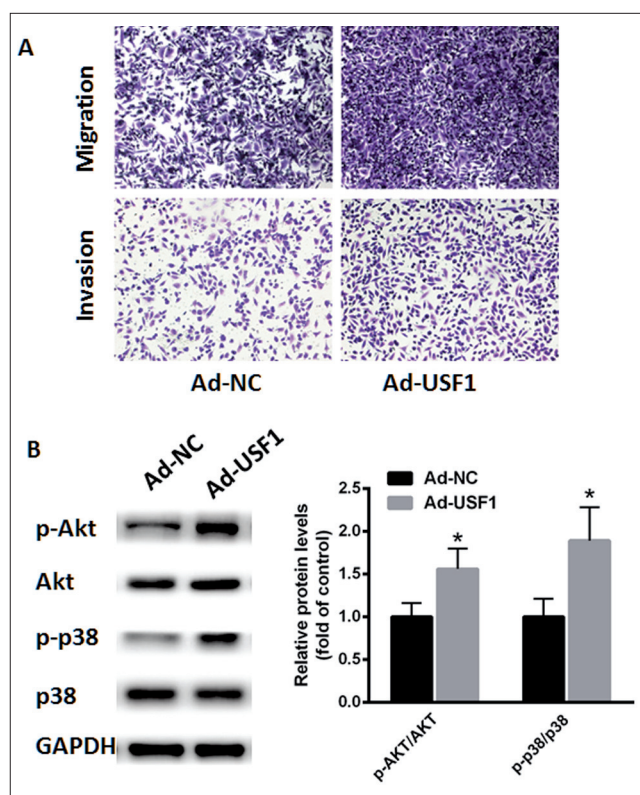 A
Migration
Invasion
Ad-NC
Ad-USF1
B
Ad-NC
Ad-USF1
p-Akt
Akt
p-p38
p38
GAPDH
Ad-NC
Ad-USF1
Relative protein levels
(fold of control)
2.5
2.0
1.5
1.0
0.5
0.0
*
*
p-AKT/AKT
p-p38/p38